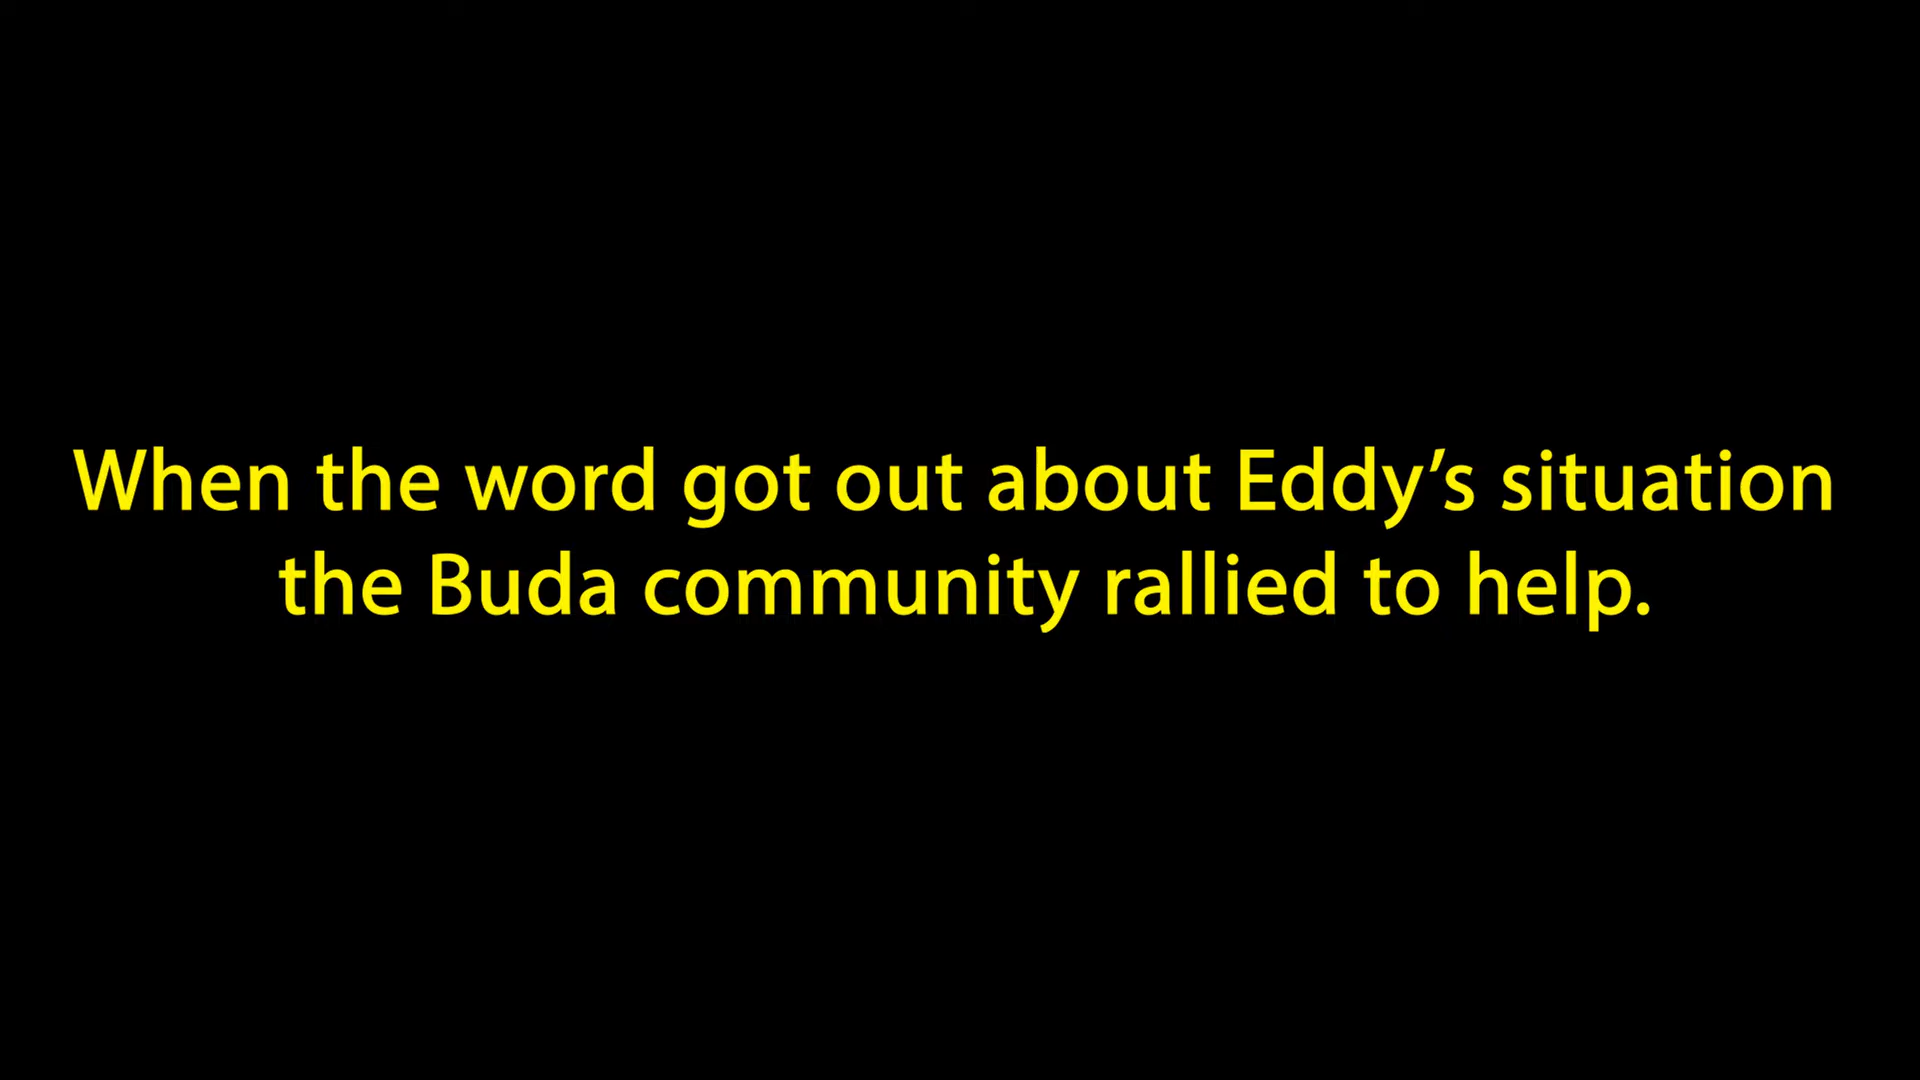 When the word got out about Eddy’s situation
the Buda community rallied to help.